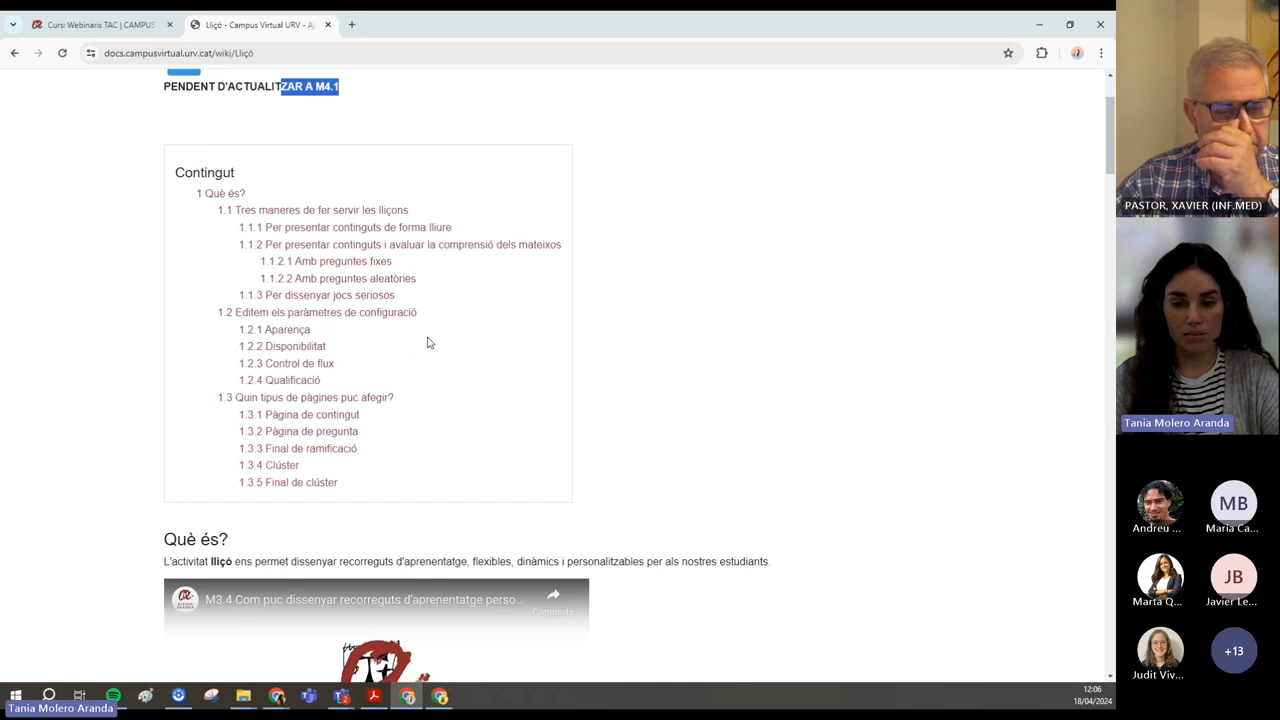 Curs: Webinaris TAC | CAMPUS
Lliçó - Campus Virtual URV - Aj
docs.campusvirtual.urv.cat/wiki/Lliçó
PENDENT D'ACTUALITZAR A M4.1
Contingut
1 Què és?
1.1 Tres maneres de fer servir les lliçons
1.1.1 Per presentar continguts de forma lliure
1.1.2 Per presentar continguts i avaluar la comprensió dels mateixos
1.1.2.1 Amb preguntes fixes
1.1.2.2 Amb preguntes aleatòries
1.1.3 Per dissenyar jocs seriosos
1.2 Editem els paràmetres de configuració
1.2.1 Aparença
1.2.2 Disponibilitat
1.2.3 Control de flux
1.2.4 Qualificació
1.3 Quin tipus de pàgines puc afegir?
1.3.1 Pàgina de contingut
1.3.2 Pàgina de pregunta
1.3.3 Final de ramificació
1.3.4 Clúster
1.3.5 Final de clúster
Què és?
L'activitat lliçó ens permet dissenyar recorreguts d'aprenentatge, flexibles, dinàmics i personalitzables per als nostres estudiants.
M3.4 Com puc dissenyar recorreguts d'aprenentatge perso...
Compartir
12:06
18/04/2024
Tania Molero Aranda
PASTOR, XAVIER (INF.MED)
Tania Molero Aranda
MB
Andreu ...
Maria Ca...
JB
Marta Q...
Javier Le...
+13
Judit Viv...